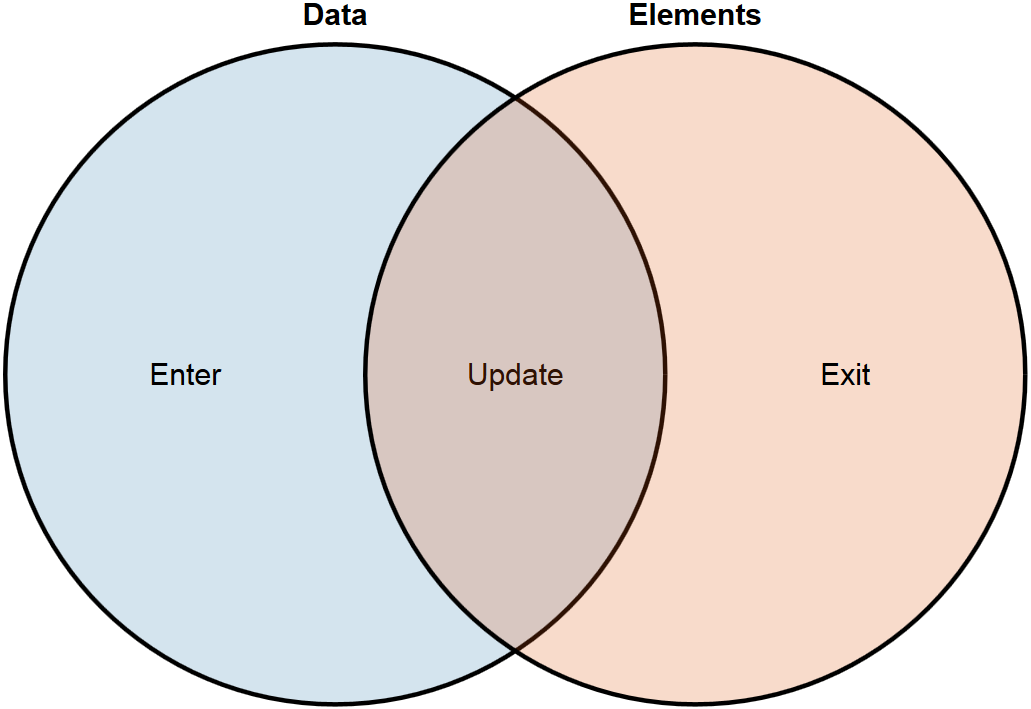 Data
Elements
Enter
Update
Exit